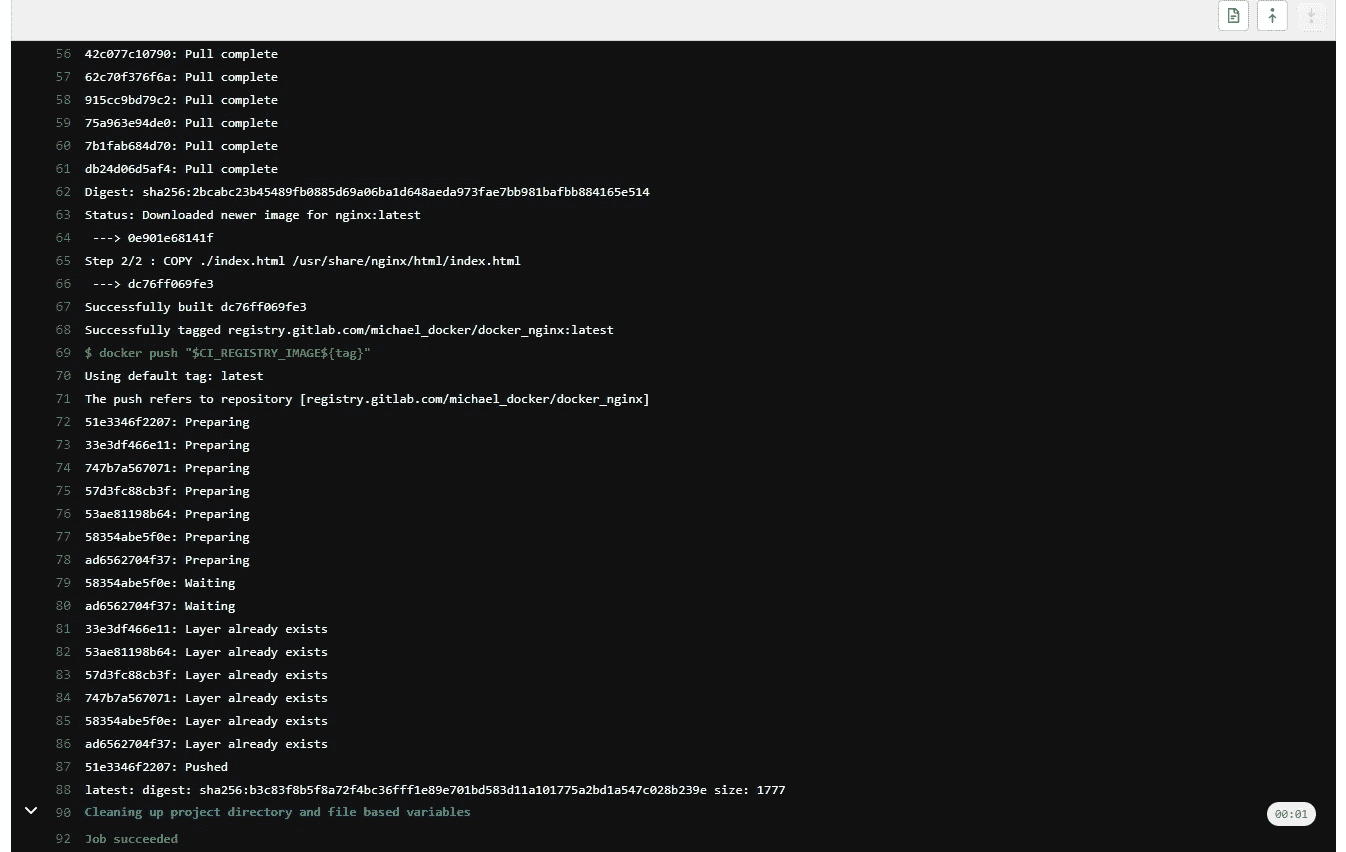 56 42c077c10790: Pull complete
57 62c70f376f6a: Pull complete
58 915cc9bd79c2: Pull complete
59 75a963e94de0: Pull complete
60 7b1fab684d70: Pull complete
61 db24d06d5af4: Pull complete
62 Digest: sha256:2bcabc23b45489fb0885d69a06ba1d648aeda973fae7bb981bafbb884165e514
63 Status: Downloaded newer image for nginx:latest
64 ---> 0e901e68141f
65 Step 2/2 : COPY ./index.html /usr/share/nginx/html/index.html
66 ---> dc76ff069fe3
67 Successfully built dc76ff069fe3
68 Successfully tagged registry.gitlab.com/michael_docker/docker_nginx:latest
69 $ docker push "$CI_REGISTRY_IMAGE${tag}"
70 Using default tag: latest
71 The push refers to repository [registry.gitlab.com/michael_docker/docker_nginx]
72 51e3346f2207: Preparing
73 33e3df466e11: Preparing
74 747b7a567071: Preparing
75 57d3fc88cb3f: Preparing
76 53ae81198b64: Preparing
77 58354abe5f0e: Preparing
78 ad6562704f37: Preparing
79 58354abe5f0e: Waiting
80 ad6562704f37: Waiting
81 33e3df466e11: Layer already exists
82 53ae81198b64: Layer already exists
83 57d3fc88cb3f: Layer already exists
84 747b7a567071: Layer already exists
85 58354abe5f0e: Layer already exists
86 ad6562704f37: Layer already exists
87 51e3346f2207: Pushed
88 latest: digest: sha256:b3c83f8b5f8a72f4bc36fff1e89e701bd583d11a101775a2bd1a547c028b239e size: 1777
90 Cleaning up project directory and file based variables 00:01
92 Job succeeded